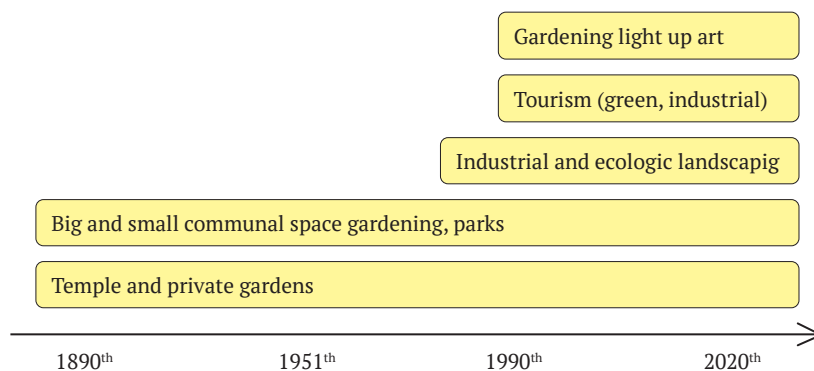 Gardening light up art
Tourism (green, industrial)
Industrial and ecologic landscapig
Big and small communal space gardening, parks
Temple and private gardens
1890th 1951th 1990th 2020th